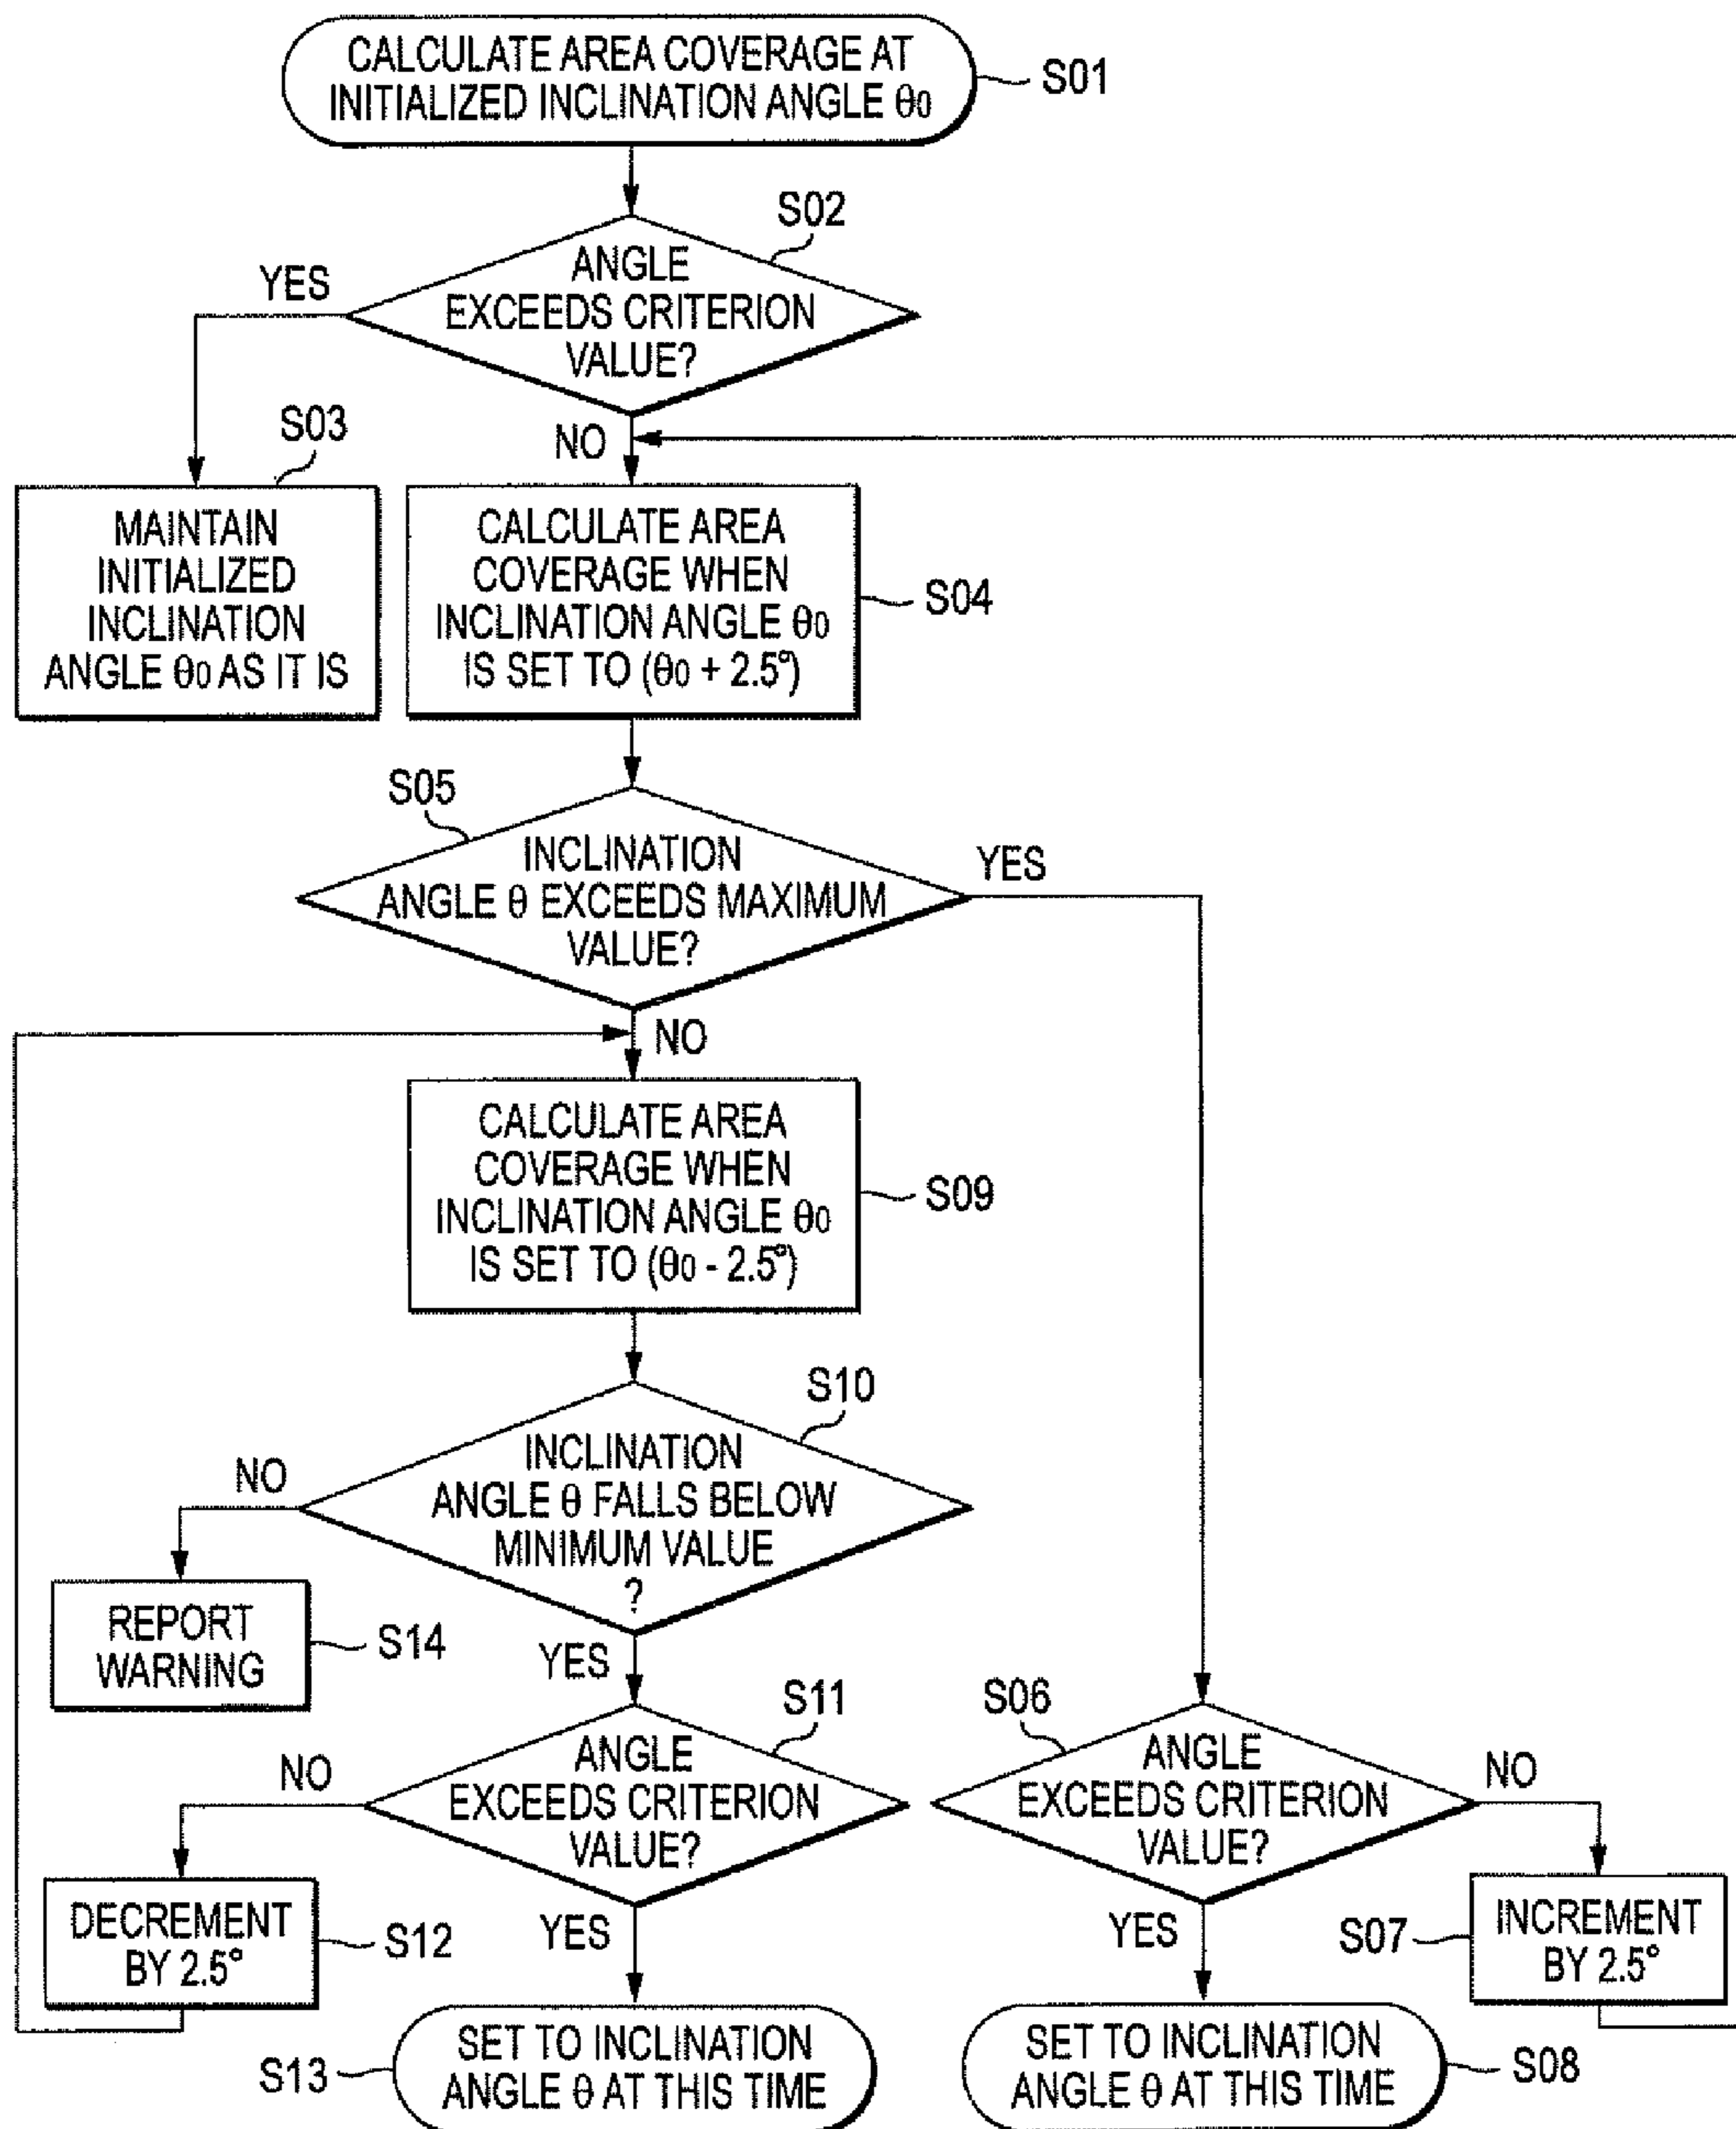 CALCULATE AREA COVERAGE AT
INITIALIZED INCLINATION ANGLE θ0
S01
S02
ANGLE
EXCEEDS CRITERION
VALUE?
YES
NO
S03
MAINTAIN
INITIALIZED
INCLINATION
ANGLE θ0 AS IT IS
CALCULATE AREA
COVERAGE WHEN
INCLINATION ANGLE θ0
IS SET TO (θ0 + 2.5°)
S04
S05
INCLINATION
ANGLE θ EXCEEDS MAXIMUM
VALUE?
YES
NO
CALCULATE AREA
COVERAGE WHEN
INCLINATION ANGLE θ0
IS SET TO (θ0 - 2.5°)
S09
S10
INCLINATION
ANGLE θ FALLS BELOW
MINIMUM VALUE
?
NO
YES
REPORT
WARNING
S14
S11
ANGLE
EXCEEDS CRITERION
VALUE?
NO
YES
S06
ANGLE
EXCEEDS CRITERION
VALUE?
NO
YES
DECREMENT
BY 2.5°
S12
S07
INCREMENT
BY 2.5°
S13
SET TO INCLINATION
ANGLE θ AT THIS TIME
SET TO INCLINATION
ANGLE θ AT THIS TIME
S08